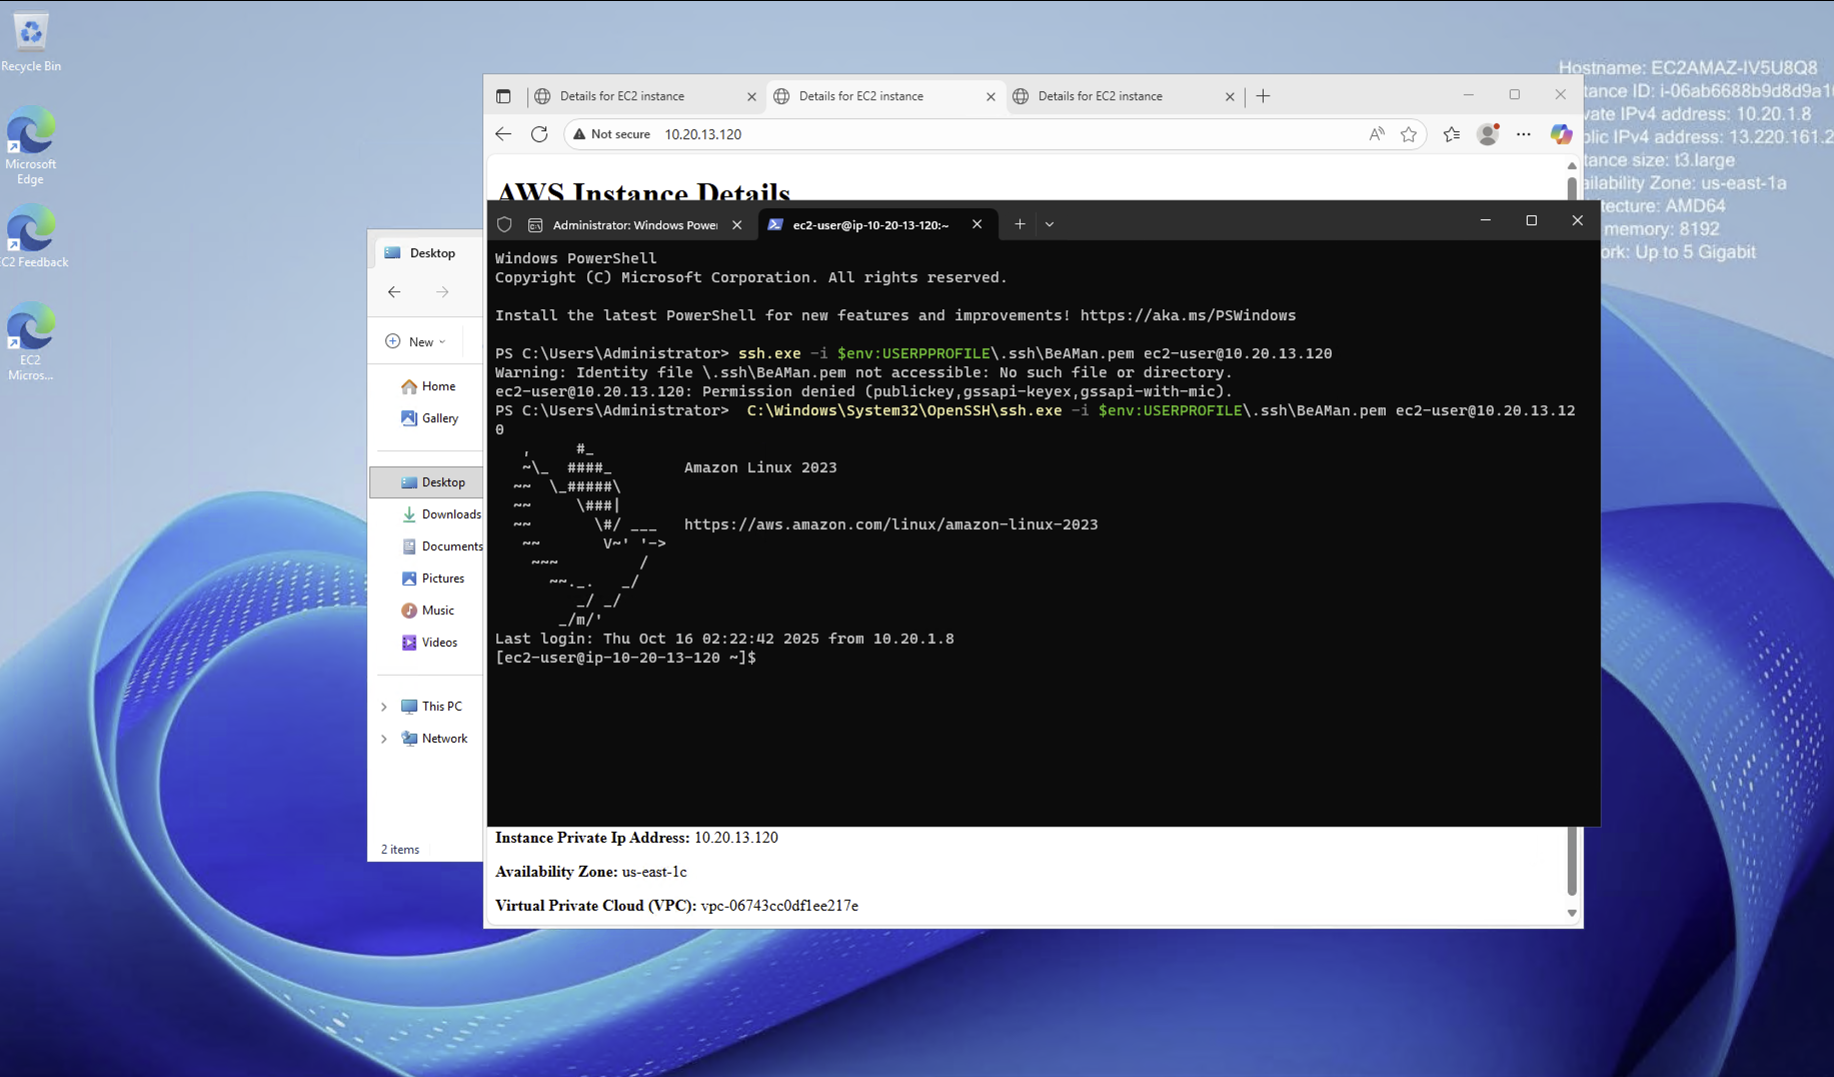 Recycle Bin
Microsoft
Edge
EC2 Feedback
EC2
Micros...
Hostname: EC2AMAZ-IV5U8Q8
tance ID: i-06ab6688b9d8d9a10
vate IPv4 address: 10.20.1.8
blic IPv4 address: 13.220.161.2
tance size: t3.large
ailability Zone: us-east-1a
tecture: AMD64
memory: 8192
ork: Up to 5 Gigabit
Details for EC2 instance
Details for EC2 instance
Details for EC2 instance
Not secure 10.20.13.120
AWS Instance Details
Desktop
New
Home
Gallery
Desktop
Downloads
Documents
Pictures
Music
Videos
This PC
Network
2 items
Administrator: Windows Power
ec2-user@ip-10-20-13-120:~
Windows PowerShell
Copyright (C) Microsoft Corporation. All rights reserved.
Install the latest PowerShell for new features and improvements! https://aka.ms/PSWindows
PS C:\Users\Administrator> ssh.exe -i $env:USERPPROFILE\.ssh\BeAMan.pem ec2-user@10.20.13.120
Warning: Identity file \.ssh\BeAMan.pem not accessible: No such file or directory.
ec2-user@10.20.13.120: Permission denied (publickey,gssapi-keyex,gssapi-with-mic).
PS C:\Users\Administrator>  C:\Windows\System32\OpenSSH\ssh.exe -i $env:USERPROFILE\.ssh\BeAMan.pem ec2-user@10.20.13.12
0
   ,     #_
   ~\_  ####_        Amazon Linux 2023
  ~~  \_#####\
  ~~     \###|
  ~~       \#/ ___   https://aws.amazon.com/linux/amazon-linux-2023
   ~~       V~' '->
    ~~~         /
      ~~._.   _/
         _/ _/
       _/m/'
Last login: Thu Oct 16 02:22:42 2025 from 10.20.1.8
[ec2-user@ip-10-20-13-120 ~]$
Instance Private Ip Address: 10.20.13.120
Availability Zone: us-east-1c
Virtual Private Cloud (VPC): vpc-06743cc0df1ee217e